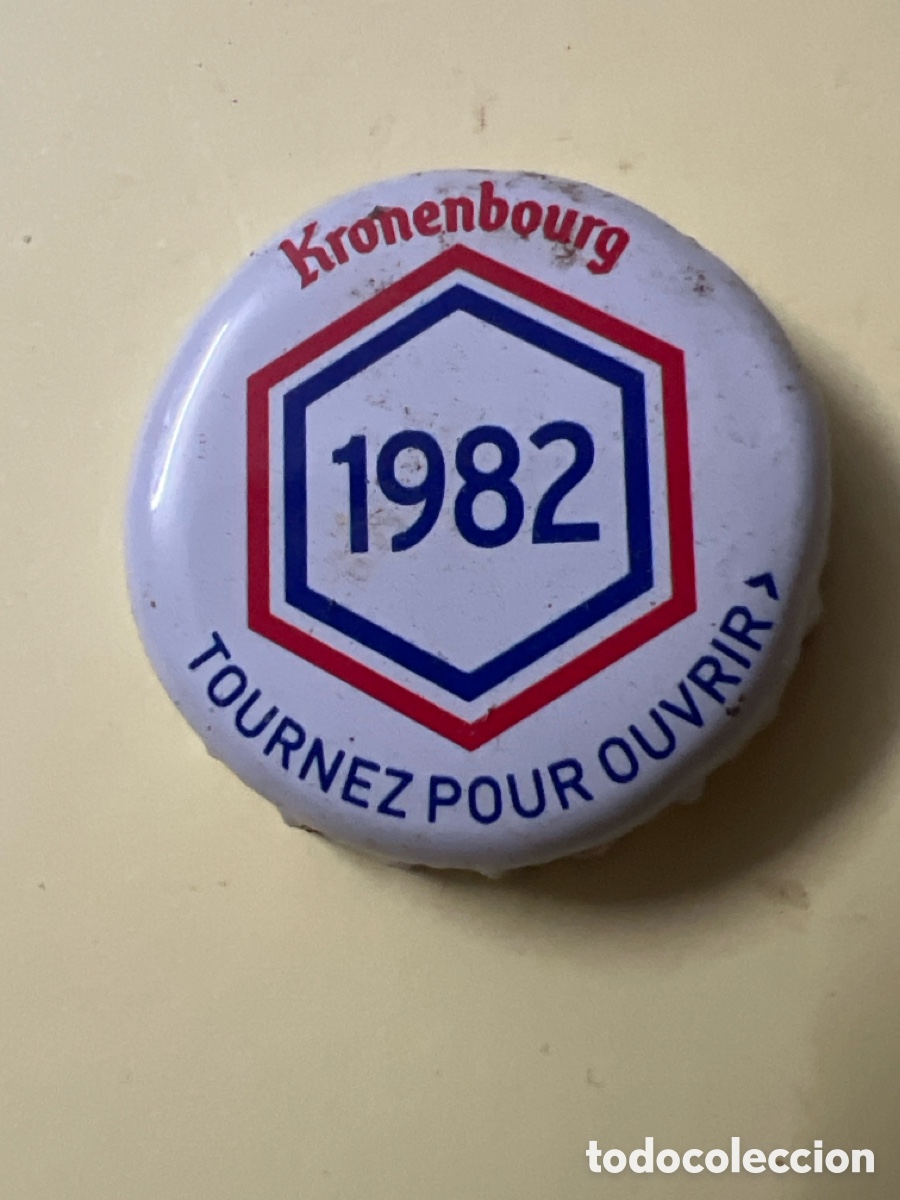 Kronenbourg
1982
TOURNEZ POUR OUVRIR >
todocoleccion